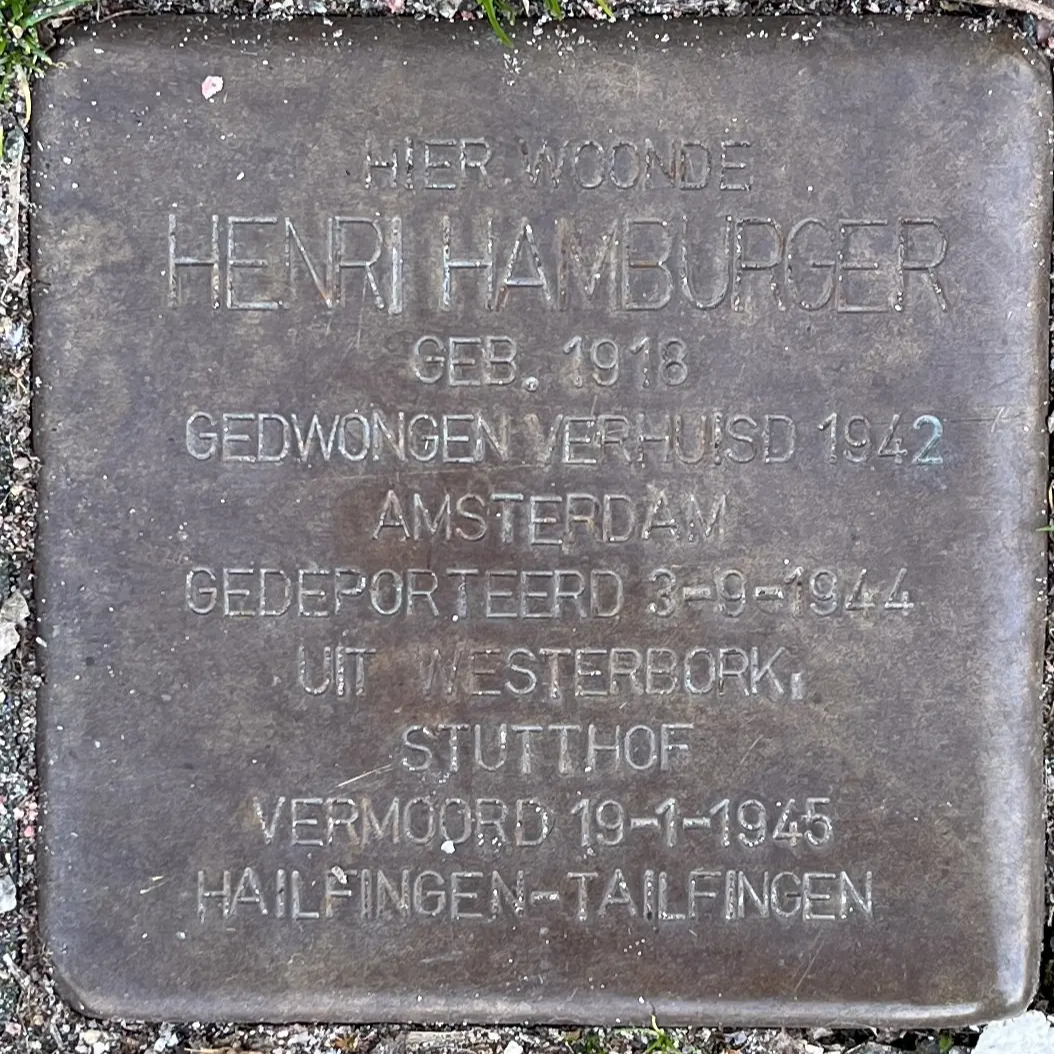 HIER WOONDE
HENRI HAMBURGER
GEB. 1918
GEDWONGEN VERHUISD 1942
AMSTERDAM
GEDEPORTEERD 3-9-1944
UIT WESTERBORK,
STUTTHOF
VERMOORD 19-1-1945
HAILFINGEN-TAILFINGEN